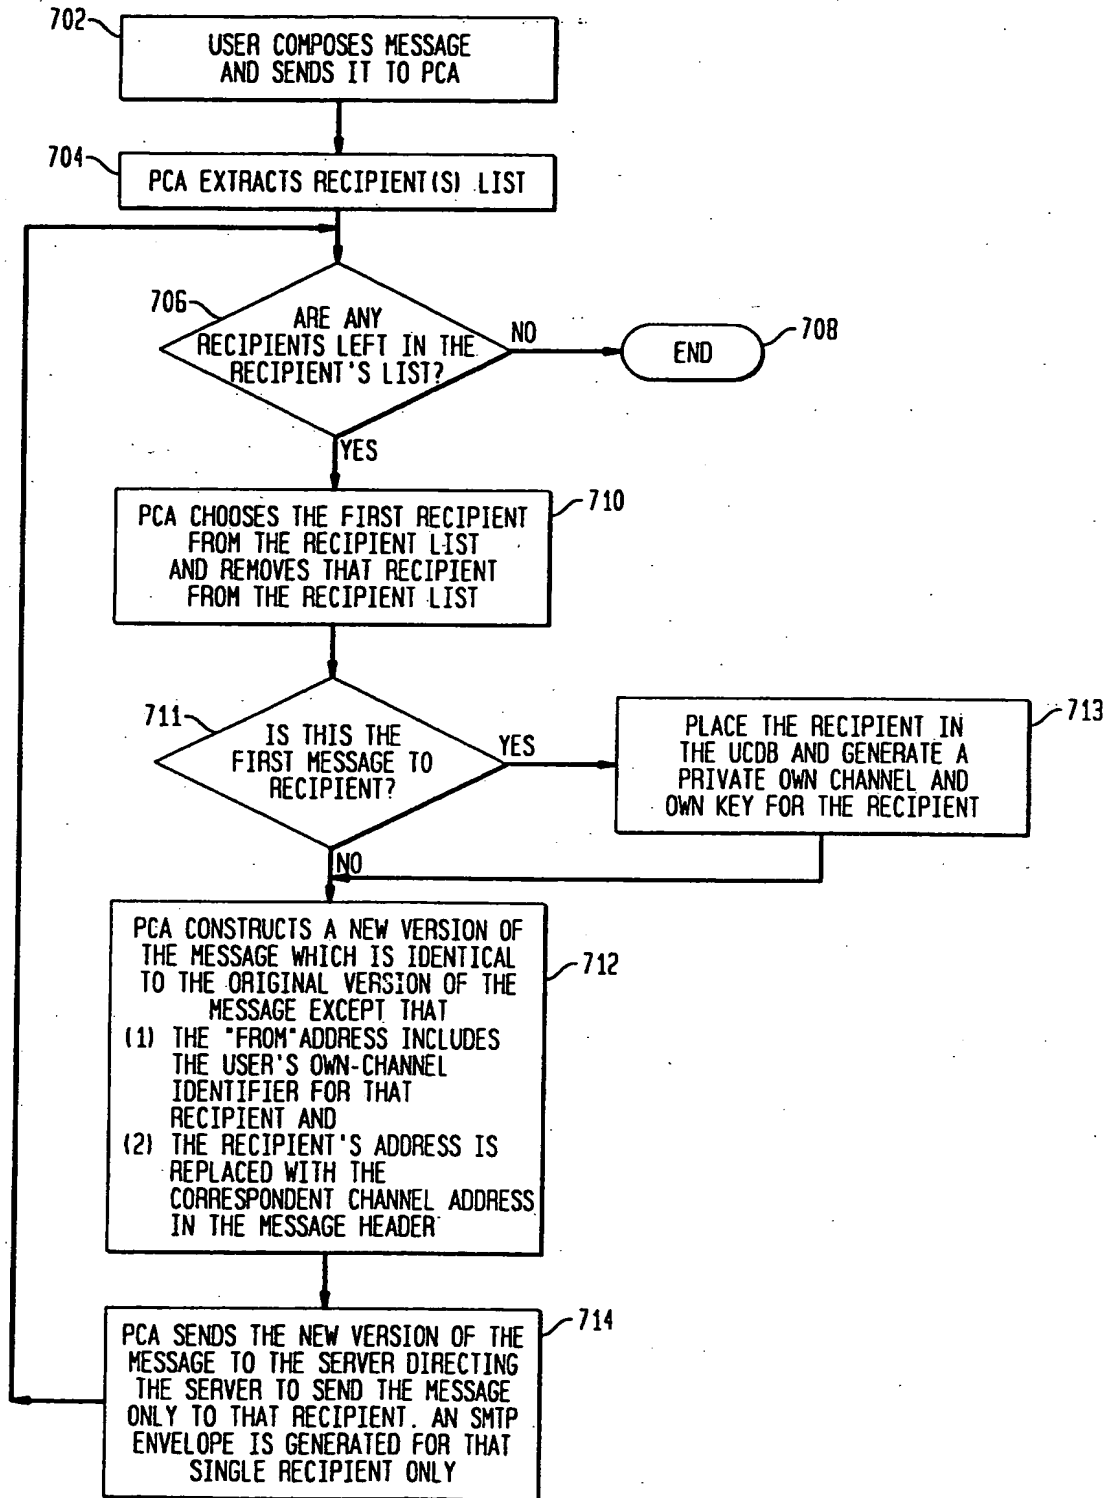 702
USER COMPOSES MESSAGE
AND SENDS IT TO PCA
704
PCA EXTRACTS RECIPIENT(S) LIST
706
ARE ANY
RECIPIENTS LEFT IN THE
RECIPIENT'S LIST?
NO
END
708
YES
PCA CHOOSES THE FIRST RECIPIENT
FROM THE RECIPIENT LIST
AND REMOVES THAT RECIPIENT
FROM THE RECIPIENT LIST
710
711
IS THIS THE
FIRST MESSAGE TO
RECIPIENT?
YES
PLACE THE RECIPIENT IN
THE UCDB AND GENERATE A
PRIVATE OWN CHANNEL AND
OWN KEY FOR THE RECIPIENT
713
NO
PCA CONSTRUCTS A NEW VERSION OF
THE MESSAGE WHICH IS IDENTICAL
TO THE ORIGINAL VERSION OF THE
MESSAGE EXCEPT THAT
(1) THE "FROM" ADDRESS INCLUDES
THE USER'S OWN-CHANNEL
IDENTIFIER FOR THAT
RECIPIENT AND
(2) THE RECIPIENT'S ADDRESS IS
REPLACED WITH THE
CORRESPONDENT CHANNEL ADDRESS
IN THE MESSAGE HEADER
712
PCA SENDS THE NEW VERSION OF THE
MESSAGE TO THE SERVER DIRECTING
THE SERVER TO SEND THE MESSAGE
ONLY TO THAT RECIPIENT. AN SMTP
ENVELOPE IS GENERATED FOR THAT
SINGLE RECIPIENT ONLY
714